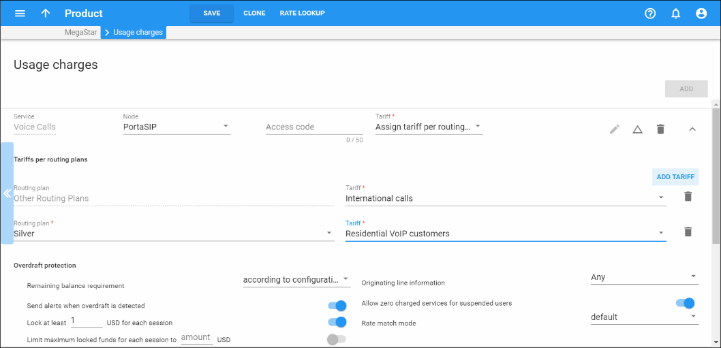 Product SAVE CLONE RATE LOOKUP
MegaStar Usage charges
Usage charges
ADD
Service Node Tariff *
Voice Calls PortaSIP Access code Assign tariff per routing...
0 / 50
Tariffs per routing plans
ADD TARIFF
Routing plan Tariff *
Other Routing Plans International calls
Routing plan * Tariff *
Silver Residential VoIP customers
Overdraft protection
Remaining balance requirement according to configurati... Originating line information Any
Send alerts when overdraft is detected Allow zero charged services for suspended users
Lock at least 1 USD for each session Rate match mode default
Limit maximum locked funds for each session to amount USD